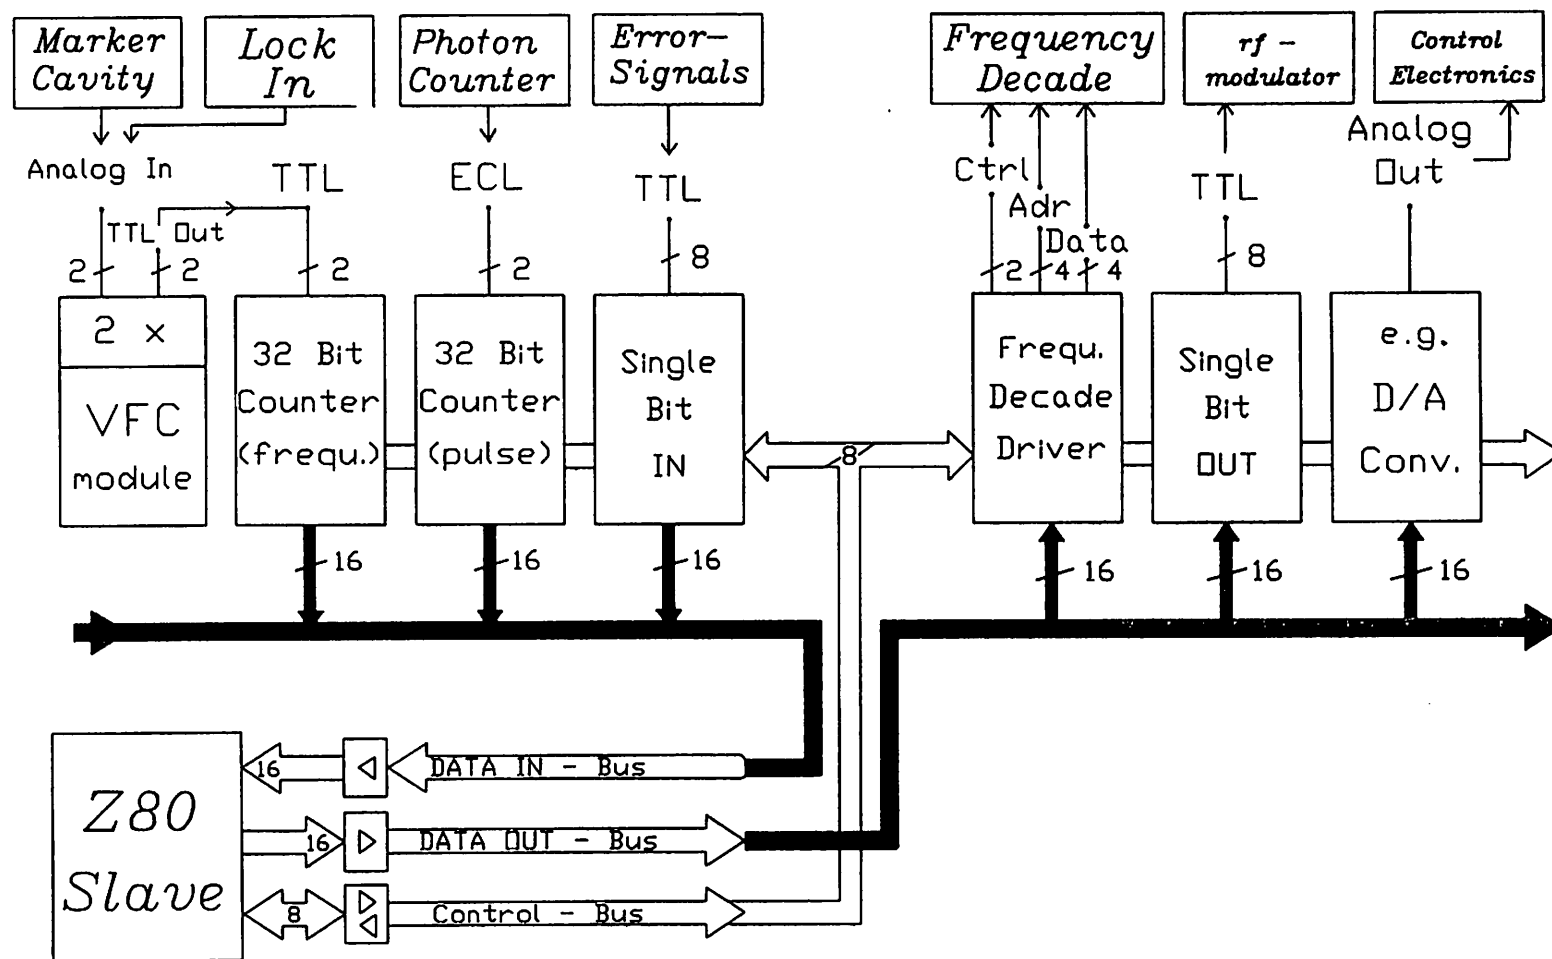 Marker
Cavity
Lock
In
Photon
Counter
Error-
Signals
Frequency
Decade
rf -
modulator
Control
Electronics
Analog In
TTL
ECL
TTL
Ctrl
Adr
Data
TTL
Analog
Out
TTL Out
2
2
2
2
8
2
4
4
8
2 x
VFC
module
32 Bit
Counter
(frequ.)
32 Bit
Counter
(pulse)
Single
Bit
IN
8
Frequ.
Decade
Driver
Single
Bit
OUT
e.g.
D/A
Conv.
16
16
16
16
16
16
Z80
Slave
16
DATA IN - Bus
16
DATA OUT - Bus
8
Control - Bus